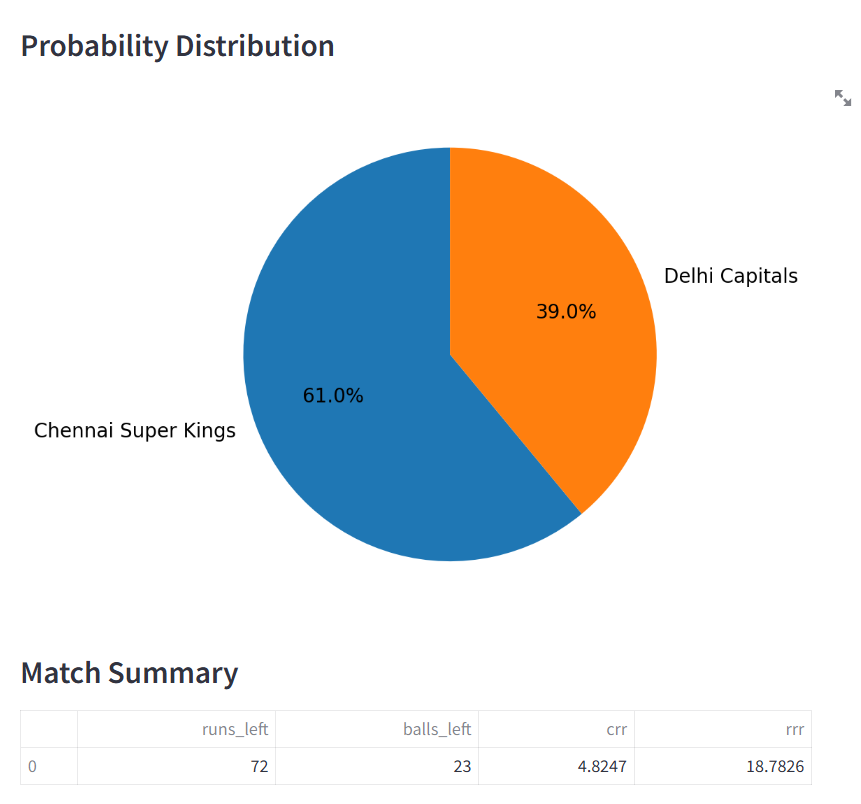 Probability Distribution
Delhi Capitals
39.0%
61.0%
Chennai Super Kings
Match Summary
runs_left balls_left crr rrr
0 72 23 4.8247 18.7826